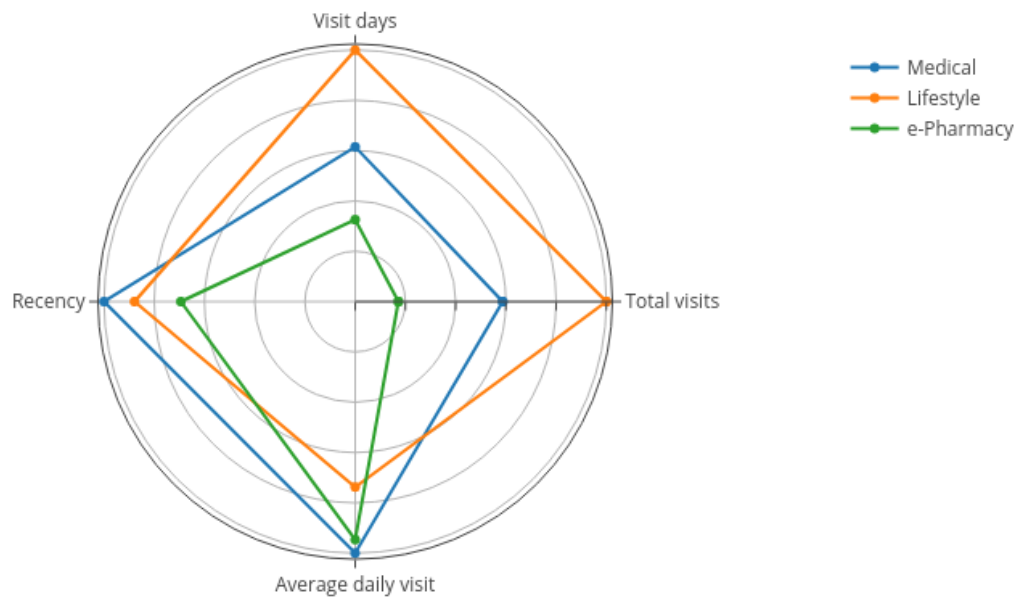 Visit days
Medical
Lifestyle
e-Pharmacy
Recency
Total visits
Average daily visit